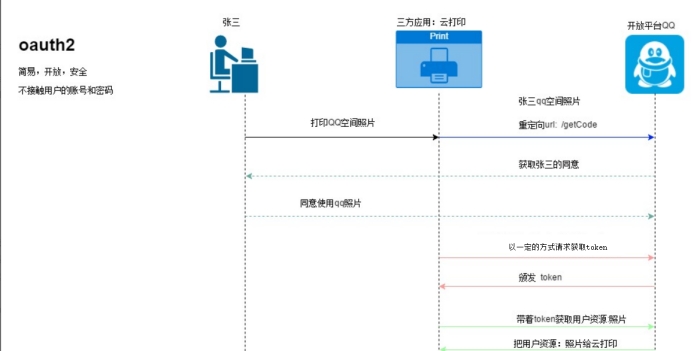 张三
三方应用：云打印
开放平台QQ
Print
oauth2
简易，开放，安全
不接触用户的账号和密码
张三qq空间照片
打印QQ空间照片
重定向url: /getCode
获取张三的同意
同意使用qq照片
以一定的方式请求获取token
颁发 token
带着token获取用户资源:照片
把用户资源：照片给云打印